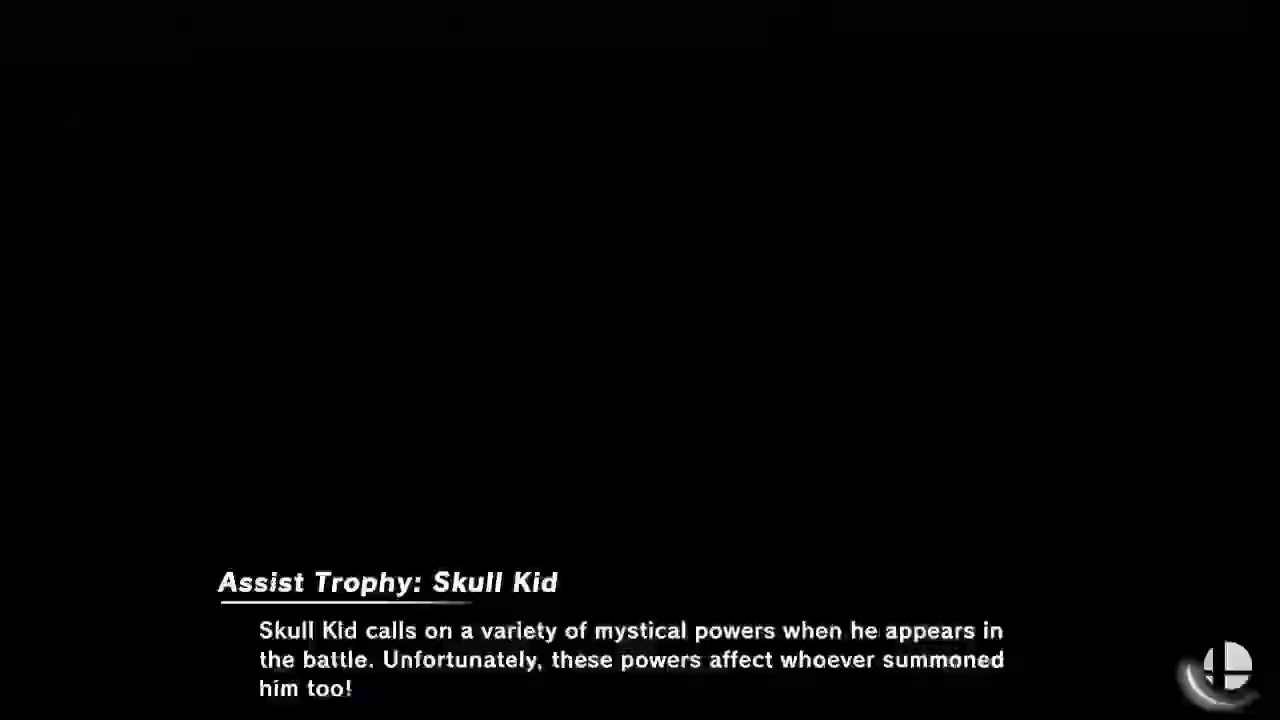 Assist Trophy: Skull Kid
Skull Kid calls on a variety of mystical powers when he appears in
the battle. Unfortunately, these powers affect whoever summoned
him too!